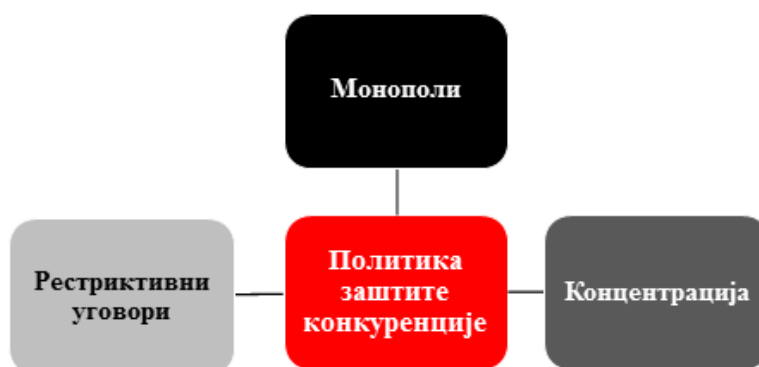 Монополи
Рестриктивни
уговори
Политика
заштите
конкуренције
Концентрација